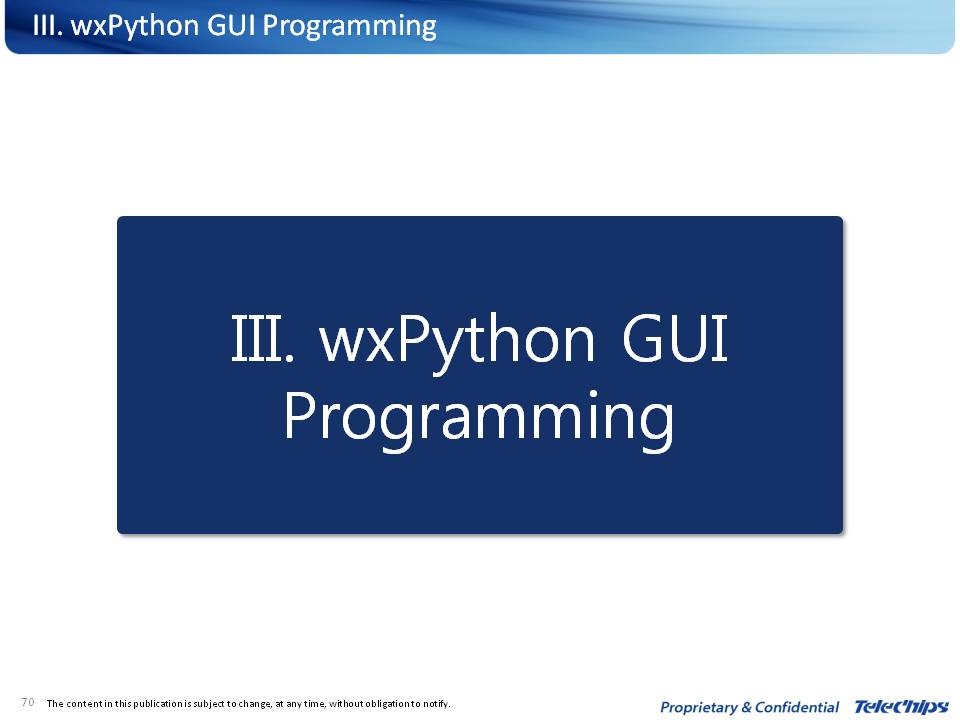 III. wxPython GUI Programming
III. wxPython GUI
Programming
70 The content in this publication is subject to change, at any time, without obligation to notify.
Proprietary & Confidential TeleChips